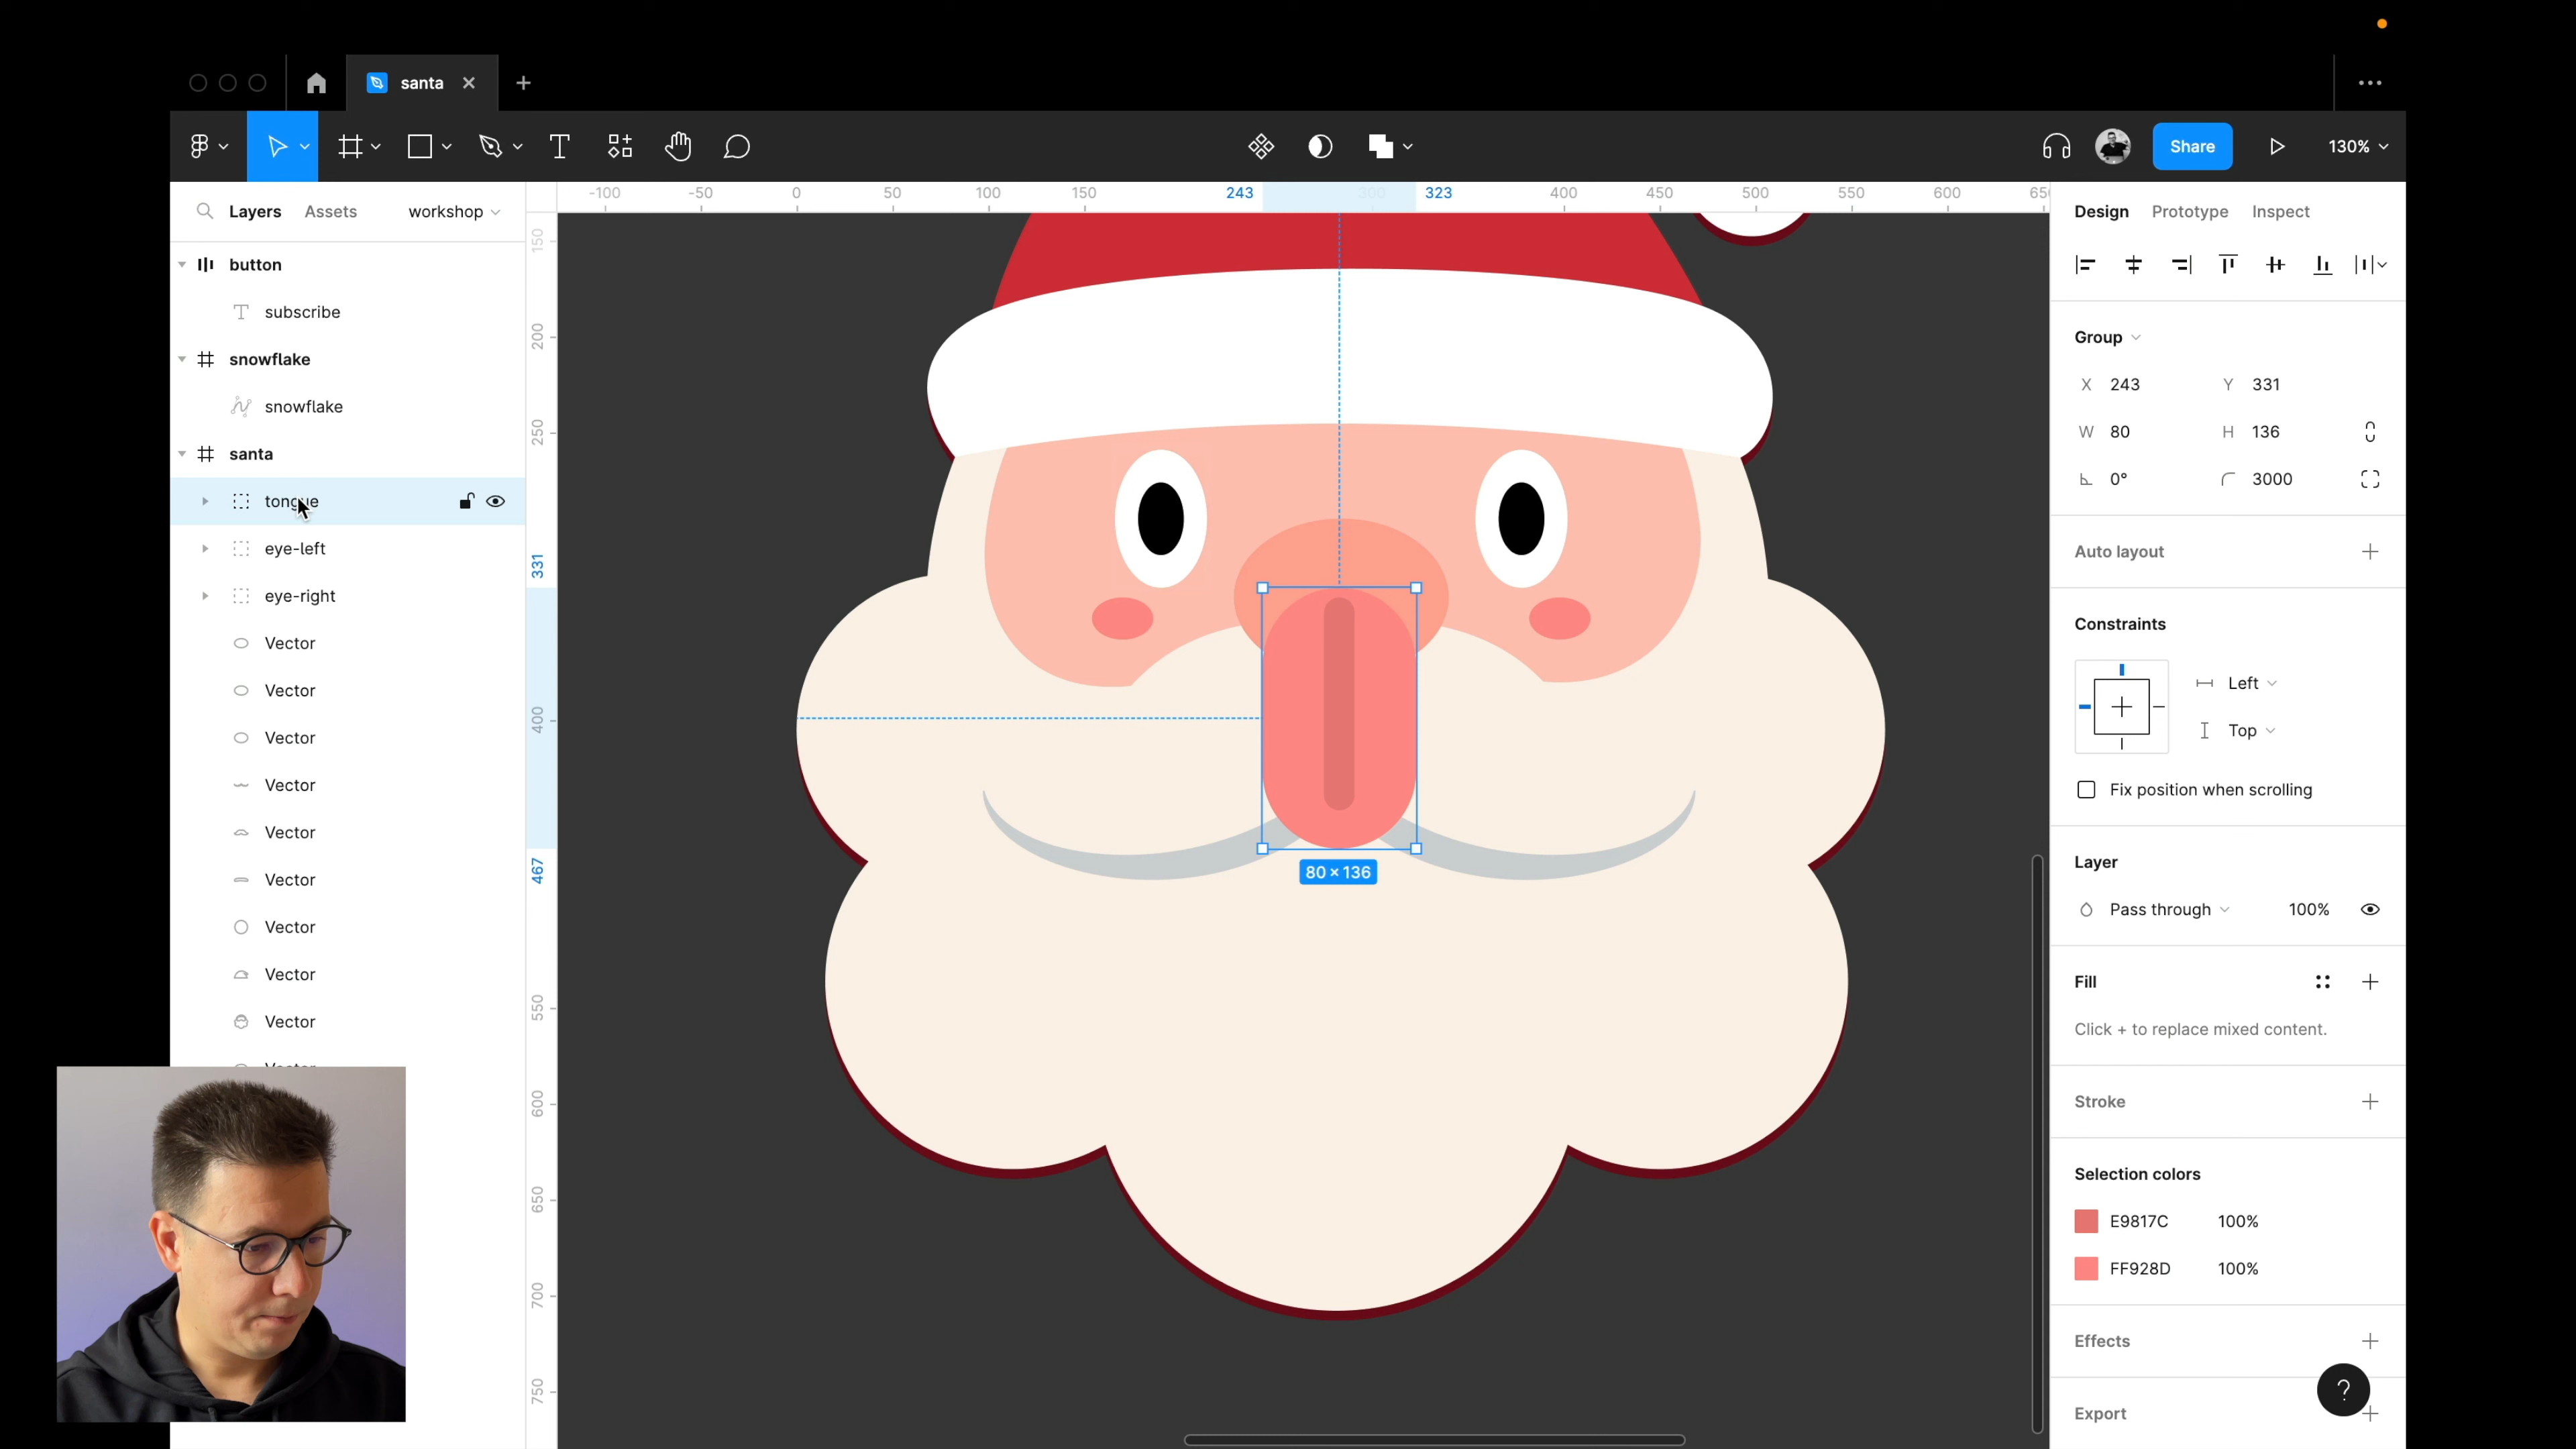 santa
Share
130%
Layers
Assets
workshop
-100
-50
0
50
100
150
243
300
323
400
450
500
550
600
Design
Prototype
Inspect
button
subscribe
snowflake
snowflake
santa
tongue
eye-left
eye-right
Vector
Vector
Vector
Vector
Vector
Vector
Vector
Vector
Vector
150
200
250
331
400
467
550
600
650
700
750
80 × 136
Group
X 243
Y 331
W 80
H 136
0°
3000
Auto layout
Constraints
Left
Top
Fix position when scrolling
Layer
Pass through
100%
Fill
Click + to replace mixed content.
Stroke
Selection colors
E9817C 100%
FF928D 100%
Effects
?
Export